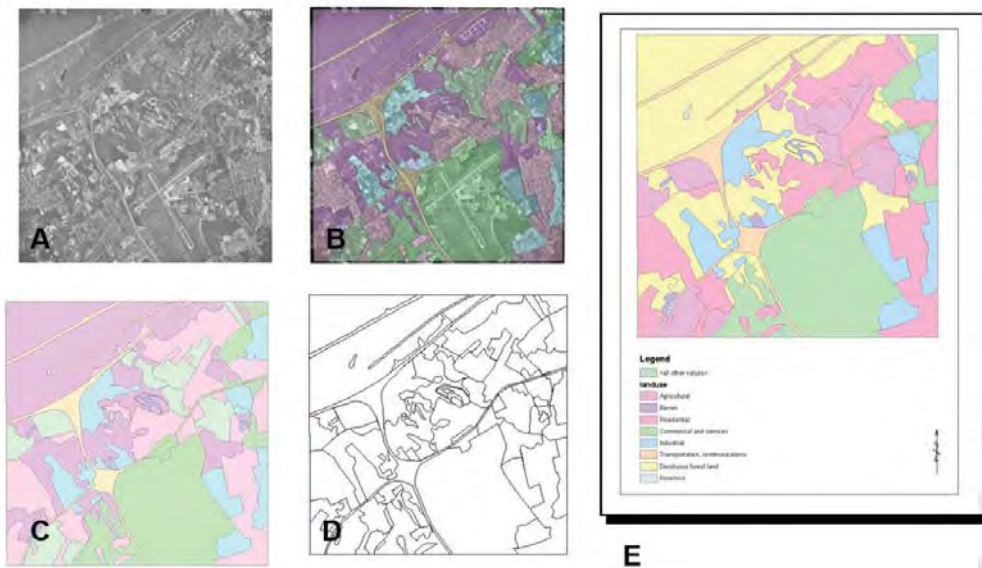 A
B
C
D
E
Legend
<all other values>
landuse
Agricultural
Barren
Residential
Commercial and services
Industrial
Transportation, communications
Deciduous forest land